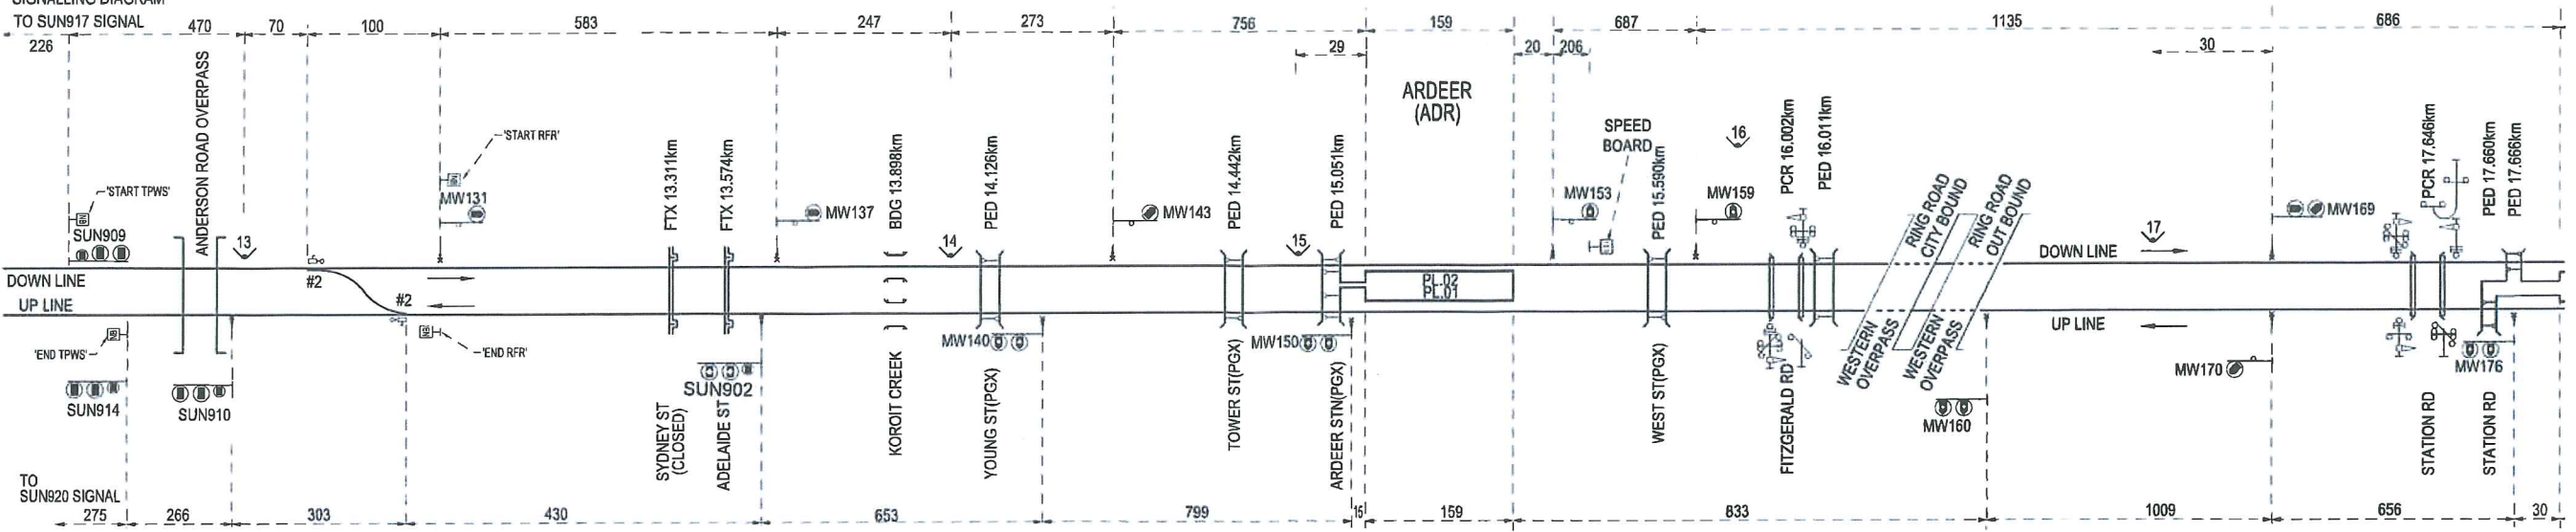 SIGNALLING DIAGRAM
TO SUN917 SIGNAL
226
470
70
100
583
247
273
756
159
687
1135
686
29
20
206
30
ANDERSON ROAD OVERPASS
'START TPWS'
SUN909
13
'START RFR'
MW131
FTX 13.311km
FTX 13.574km
MW137
BDG 13.898km
14
PED 14.126km
MW143
PED 14.442km
15
PED 15.051km
ARDEER
(ADR)
MW153
SPEED
BOARD
PED 15.590km
MW159
16
PCR 16.002km
PED 16.011km
RING ROAD
CITY BOUND
RING ROAD
OUT BOUND
17
MW169
PCR 17.646km
PED 17.660km
PED 17.666km
DOWN LINE
UP LINE
#2
#2
PL.02
PL.01
DOWN LINE
UP LINE
'END TPWS'
SUN914
SUN910
'END RFR'
SYDNEY ST
(CLOSED)
ADELAIDE ST
SUN902
KOROIT CREEK
MW140
YOUNG ST(PGX)
TOWER ST(PGX)
MW150
ARDEER STN(PGX)
WEST ST(PGX)
FITZGERALD RD
WESTERN
OVERPASS
WESTERN
OVERPASS
MW160
MW170
STATION RD
STATION RD
MW176
TO
SUN920 SIGNAL
275
266
303
430
653
799
15
159
833
1009
656
30